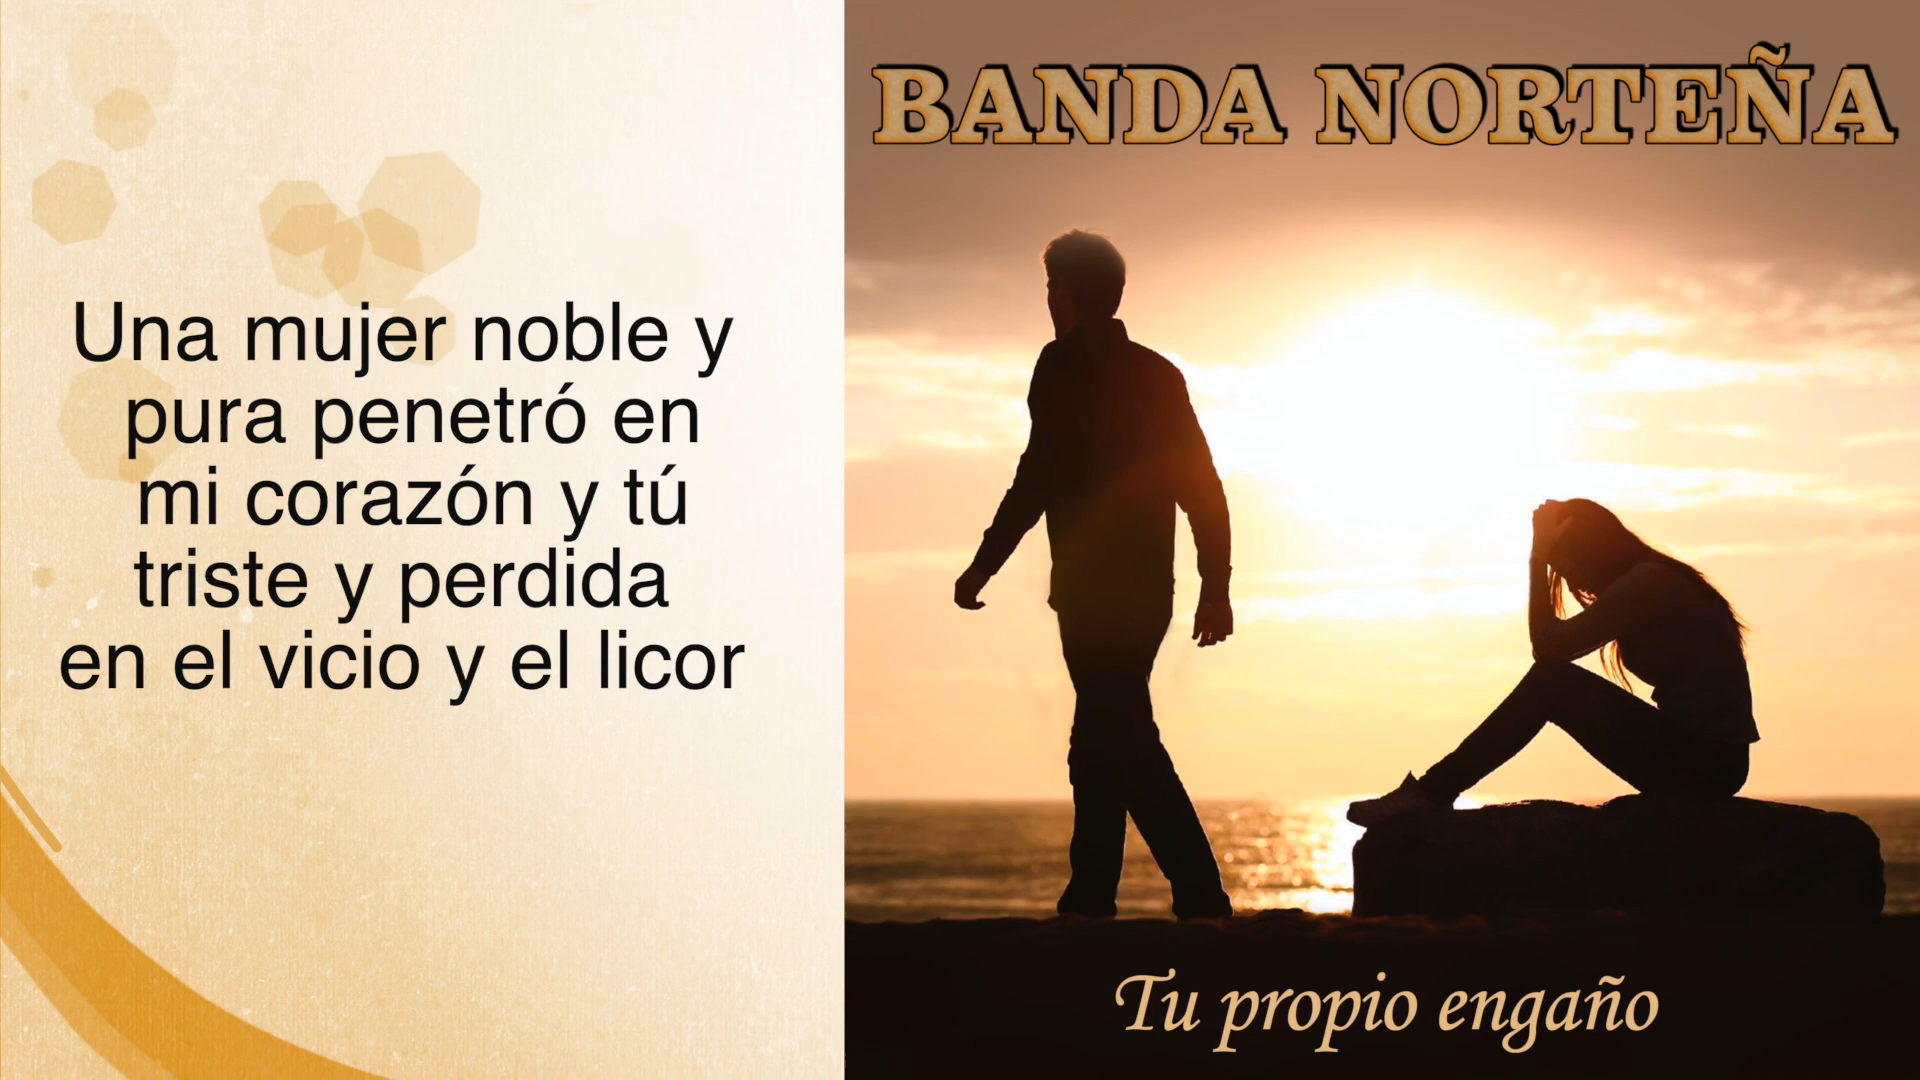 Una mujer noble y
pura penetró en
mi corazón y tú
triste y perdida
en el vicio y el licor
BANDA NORTEÑA
Tu propio engaño